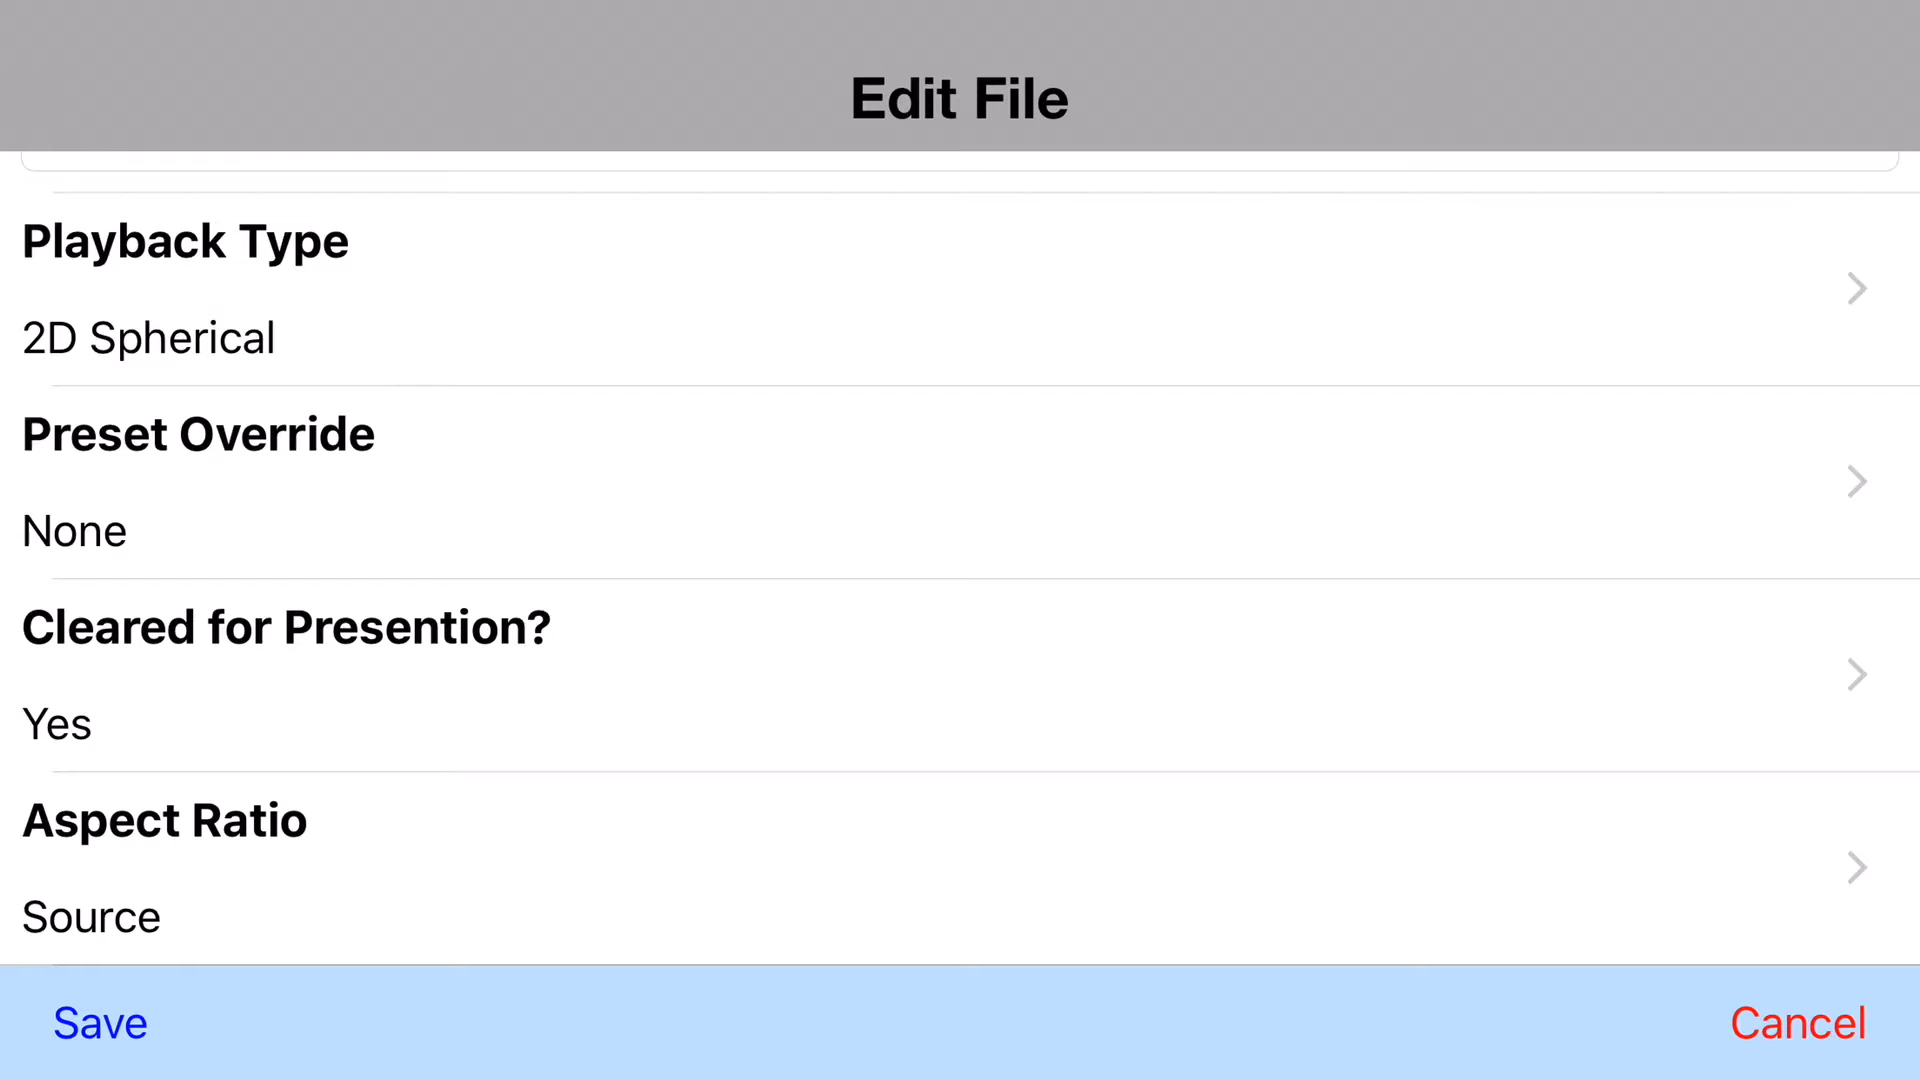 Edit File
Playback Type
2D Spherical
Preset Override
None
Cleared for Presention?
Yes
Aspect Ratio
Source
Save
Cancel